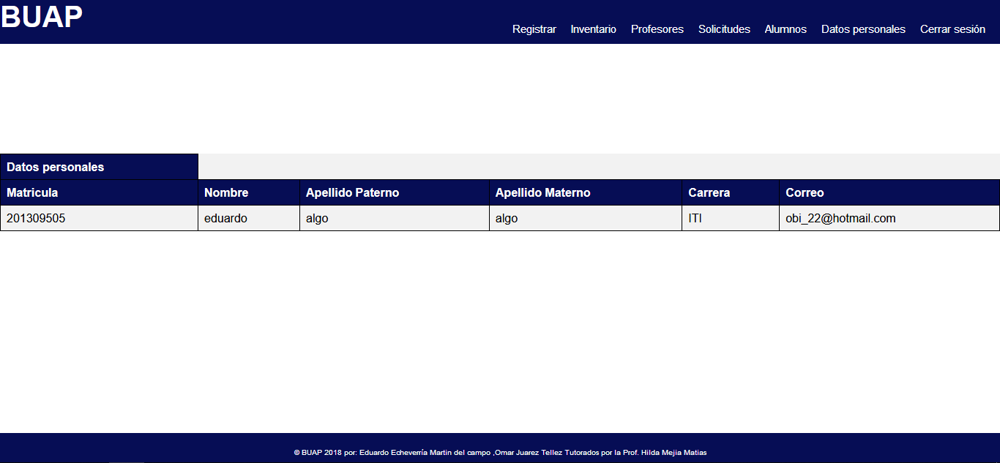 BUAP
Registrar Inventario Profesores Solicitudes Alumnos Datos personales Cerrar sesión
Datos personales
Matricula Nombre Apellido Paterno Apellido Materno Carrera Correo
201309505 eduardo algo algo ITI obi_22@hotmail.com
© BUAP 2018 por: Eduardo Echeverría Martin del campo ,Omar Juarez Tellez Tutorados por la Prof. Hilda Mejia Matias